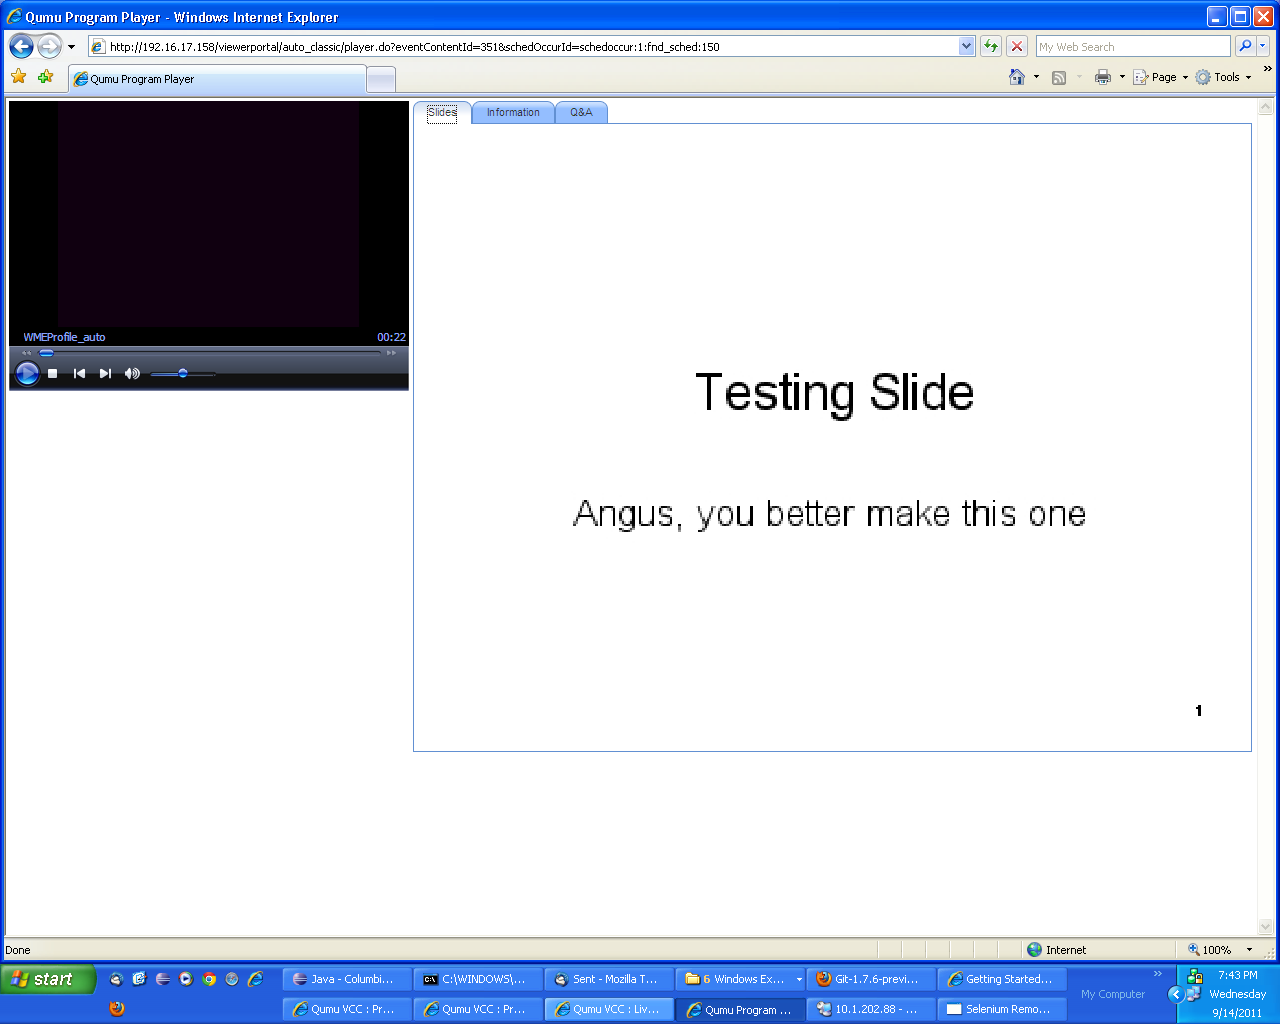 Qumu Program Player - Windows Internet Explorer
http://192.16.17.158/viewerportal/auto_classic/player.do?eventContentId=351&schedOccurId=schedoccur:1:fnd_sched:150
My Web Search
Qumu Program Player
Page
Tools
Slides
Information
Q&A
WMEProfile_auto
00:22
Testing Slide
Angus, you better make this one
1
Done
Internet
100%
start
Java - Columbi...
C:\WINDOWS\...
Sent - Mozilla T...
6 Windows Ex...
Git-1.7.6-previ...
Getting Started...
My Computer
7:43 PM
Wednesday
9/14/2011
Qumu VCC : Pr...
Qumu VCC : Pr...
Qumu VCC : Liv...
Qumu Program ...
10.1.202.88 - ...
Selenium Remo...